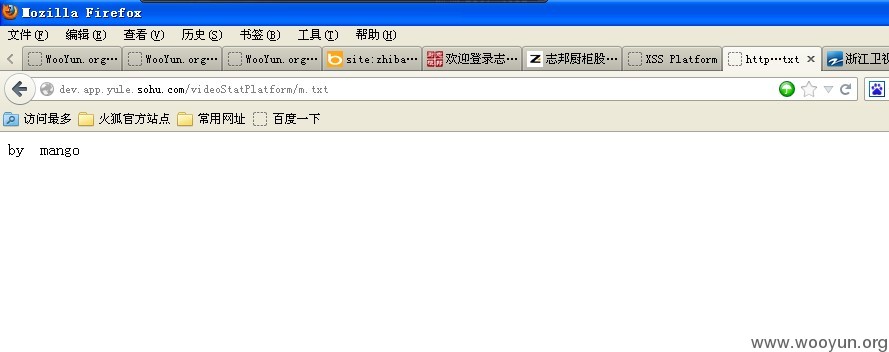 Mozilla Firefox
文件(F) 编辑(E) 查看(V) 历史(S) 书签(B) 工具(T) 帮助(H)
WooYun.org... WooYun.org... WooYun.org... site:zhiba... 欢迎登录志... 志邦厨柜股... XSS Platform http...txt × 浙江卫视
dev.app.yule.sohu.com/videoStatPlatform/m.txt
访问最多 火狐官方站点 常用网址 百度一下
by mango
www.wooyun.org